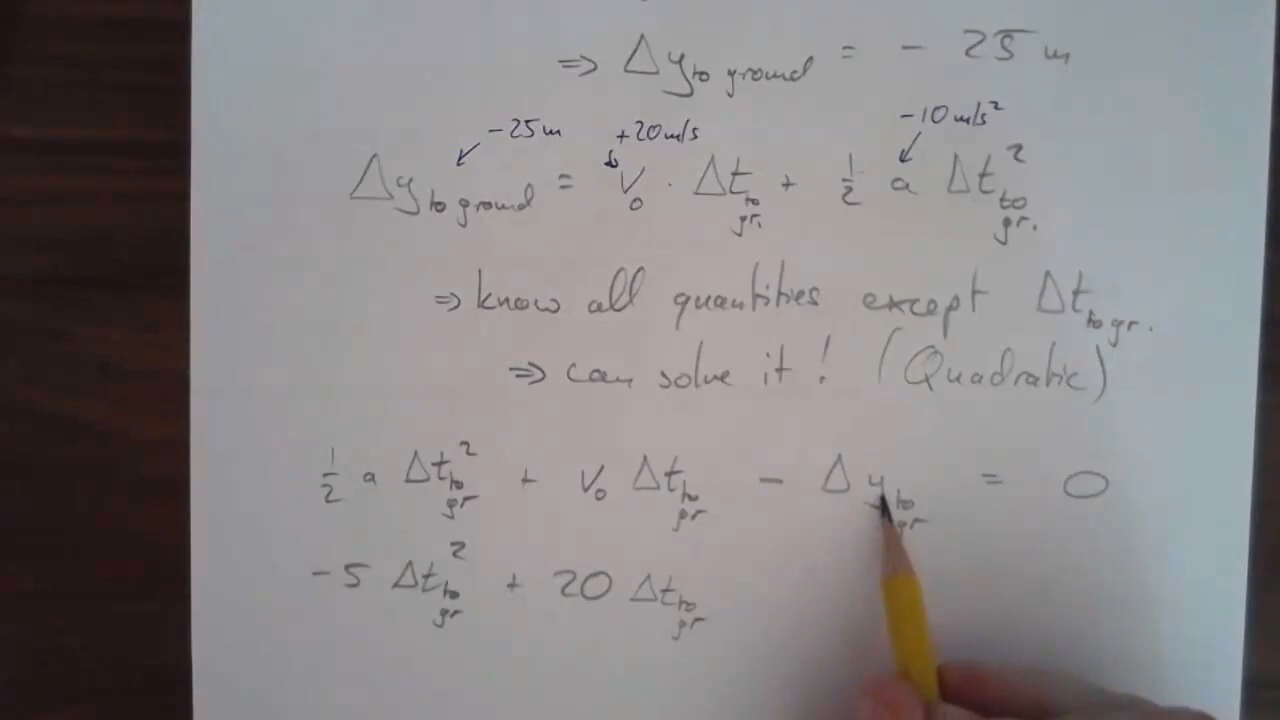 ⇒ Δy to ground = - 25 m
-25m +20m/s -10 m/s²
Δy to ground = V₀ · Δt to gr. + 1/2 a Δt² to gr.
⇒ know all quantities except Δt to gr.
⇒ can solve it! (Quadratic)
1/2 a Δt² to gr + V₀ Δt to gr - Δy to gr = 0
-5 Δt² to gr + 20 Δt to gr